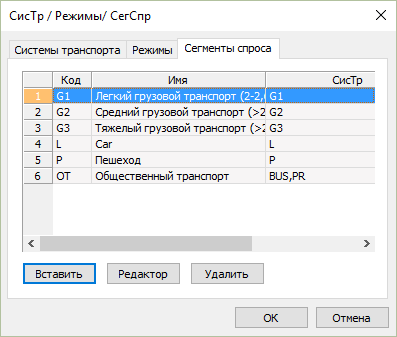 СисТр / Режимы/ СегСпр
Системы транспорта Режимы Сегменты спроса
Код Имя СисТр
1 G1 Легкий грузовой транспорт (2-2, G1
2 G2 Средний грузовой транспорт (>2 G2
3 G3 Тяжелый грузовой транспорт (>2 G3
4 L Car L
5 P Пешеход P
6 OT Общественный транспорт BUS,PR
Вставить Редактор Удалить
OK Отмена